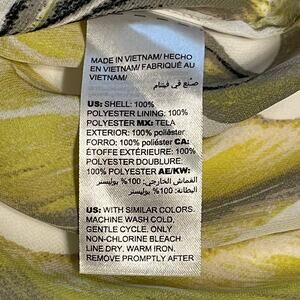 MADE IN VIETNAM/ HECHO
EN VIETNAM/ FABRIQUÉ AU
VIETNAM/
صنع في فيتنام
US: SHELL: 100%
POLYESTER LINING: 100%
POLYESTER MX: TELA
EXTERIOR: 100% poliéster
FORRO: 100% poliéster CA:
ÉTOFFE EXTÉRIEURE: 100%
POLYESTER DOUBLURE:
100% POLYESTER AE/KW:
القماش الخارجي: 100% بوليستر
البطانة: 100% بوليستر
US: WITH SIMILAR COLORS.
MACHINE WASH COLD,
GENTLE CYCLE, ONLY
NON-CHLORINE BLEACH.
LINE DRY, WARM IRON.
REMOVE PROMPTLY AFTER